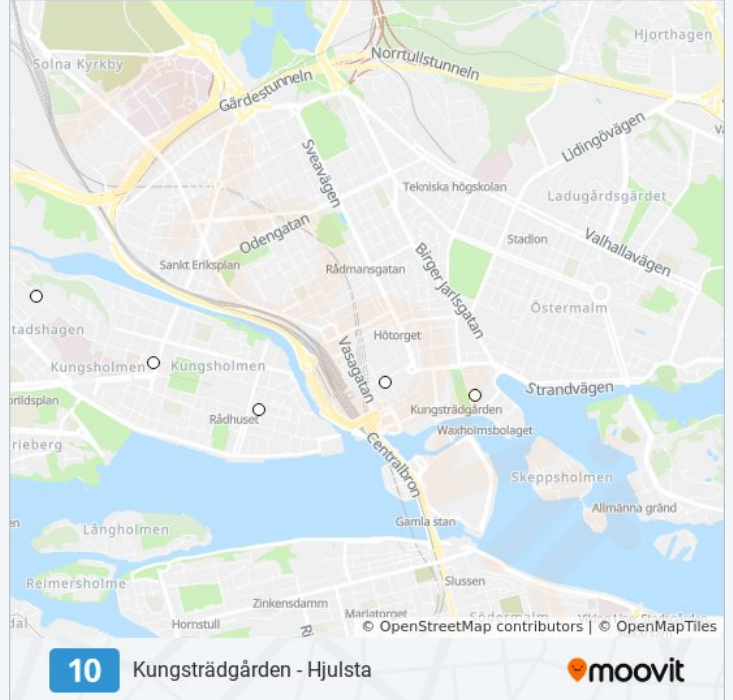 Hjorthagen
Solna Kyrkby
Norrtullstunneln
Gårdestunneln
Lidingövägen
Sveavägen
Tekniska högskolan
Ladugårdsgärdet
Odengatan
Stadion
Valhallavägen
Birger Jarlsgatan
Sankt Eriksplan
Rådmansgatan
Östermalm
tadshagen
Hötorget
Vasagatan
Kungsholmen
Kungsholmen
Strandvägen
Kungsträdgården
Rådhuset
Waxholmsbolaget
rieberg
Centralbron
Skeppsholmen
Allmänna gränd
Gamla stan
Långholmen
Reimersholme
Slussen
Zinkensdamm
Mariatorget
Hornstull
Södermalm
© OpenStreetMap contributors | © OpenMapTiles
10 Kungsträdgården - Hjulsta
moovit